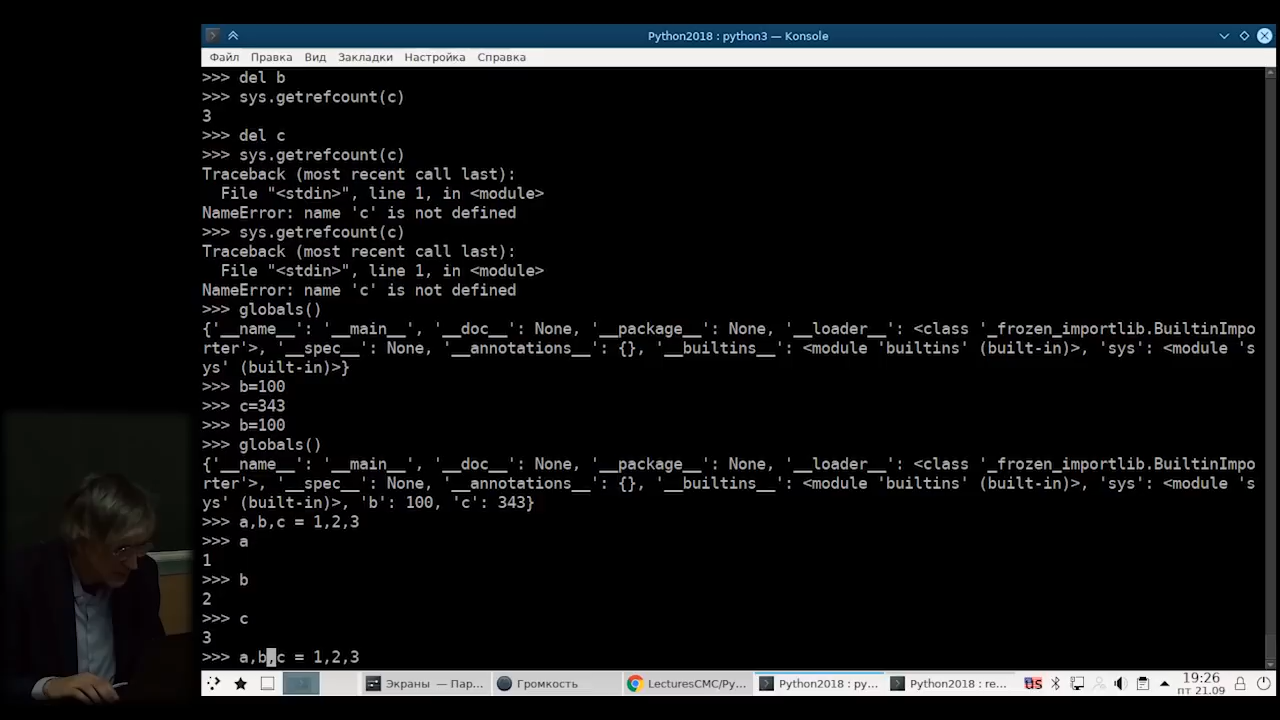 Python2018 : python3 — Konsole
Файл Правка Вид Закладки Настройка Справка
>>> del b
>>> sys.getrefcount(c)
3
>>> del c
>>> sys.getrefcount(c)
Traceback (most recent call last):
  File "<stdin>", line 1, in <module>
NameError: name 'c' is not defined
>>> sys.getrefcount(c)
Traceback (most recent call last):
  File "<stdin>", line 1, in <module>
NameError: name 'c' is not defined
>>> globals()
{'__name__': '__main__', '__doc__': None, '__package__': None, '__loader__': <class '_frozen_importlib.BuiltinImpo
rter'>, '__spec__': None, '__annotations__': {}, '__builtins__': <module 'builtins' (built-in)>, 'sys': <module 's
ys' (built-in)>}
>>> b=100
>>> c=343
>>> b=100
>>> globals()
{'__name__': '__main__', '__doc__': None, '__package__': None, '__loader__': <class '_frozen_importlib.BuiltinImpo
rter'>, '__spec__': None, '__annotations__': {}, '__builtins__': <module 'builtins' (built-in)>, 'sys': <module 's
ys' (built-in)>, 'b': 100, 'c': 343}
>>> a,b,c = 1,2,3
>>> a
1
>>> b
2
>>> c
3
>>> a,b,c = 1,2,3
Экраны — Пар... Громкость LecturesCMC/Py... Python2018 : py... Python2018 : re... us 19:26
пт 21.09